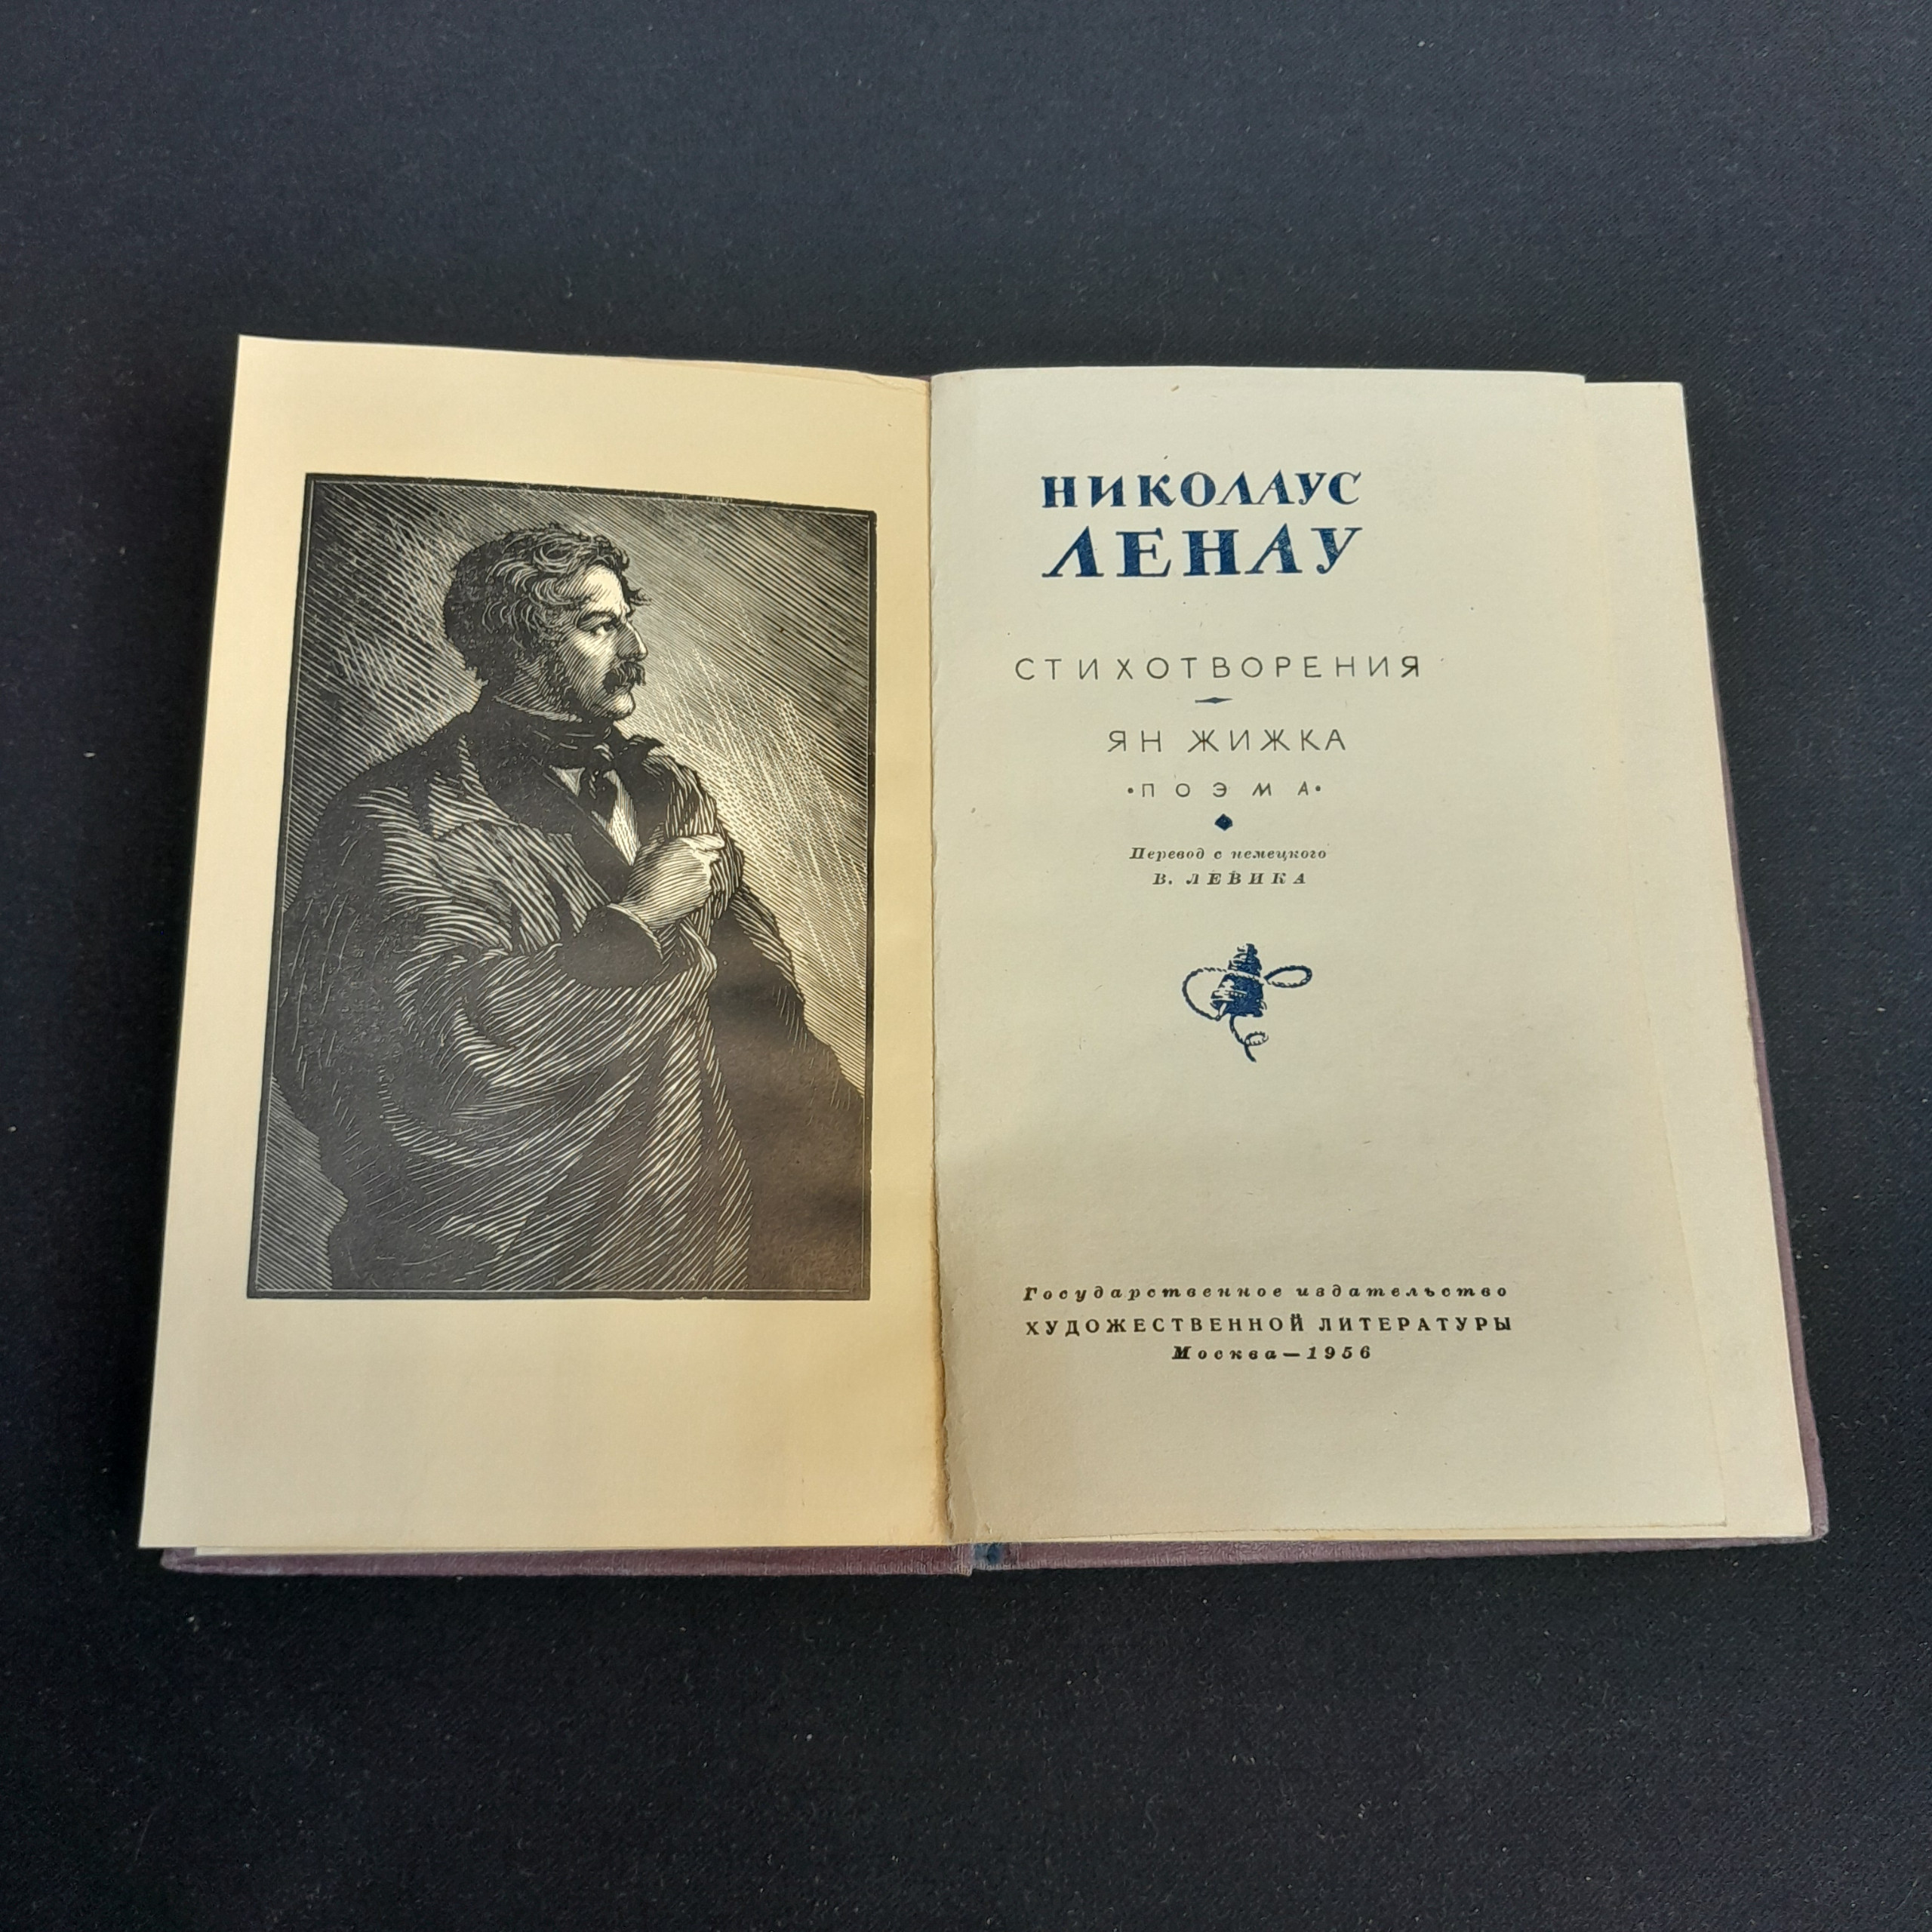 НИКОЛАУС
ЛЕНАУ
СТИХОТВОРЕНИЯ
ЯН ЖИЖКА
•ПОЭМА•
Перевод с немецкого
В. ЛЕВИКА
Государственное издательство
ХУДОЖЕСТВЕННОЙ ЛИТЕРАТУРЫ
Москва—1956